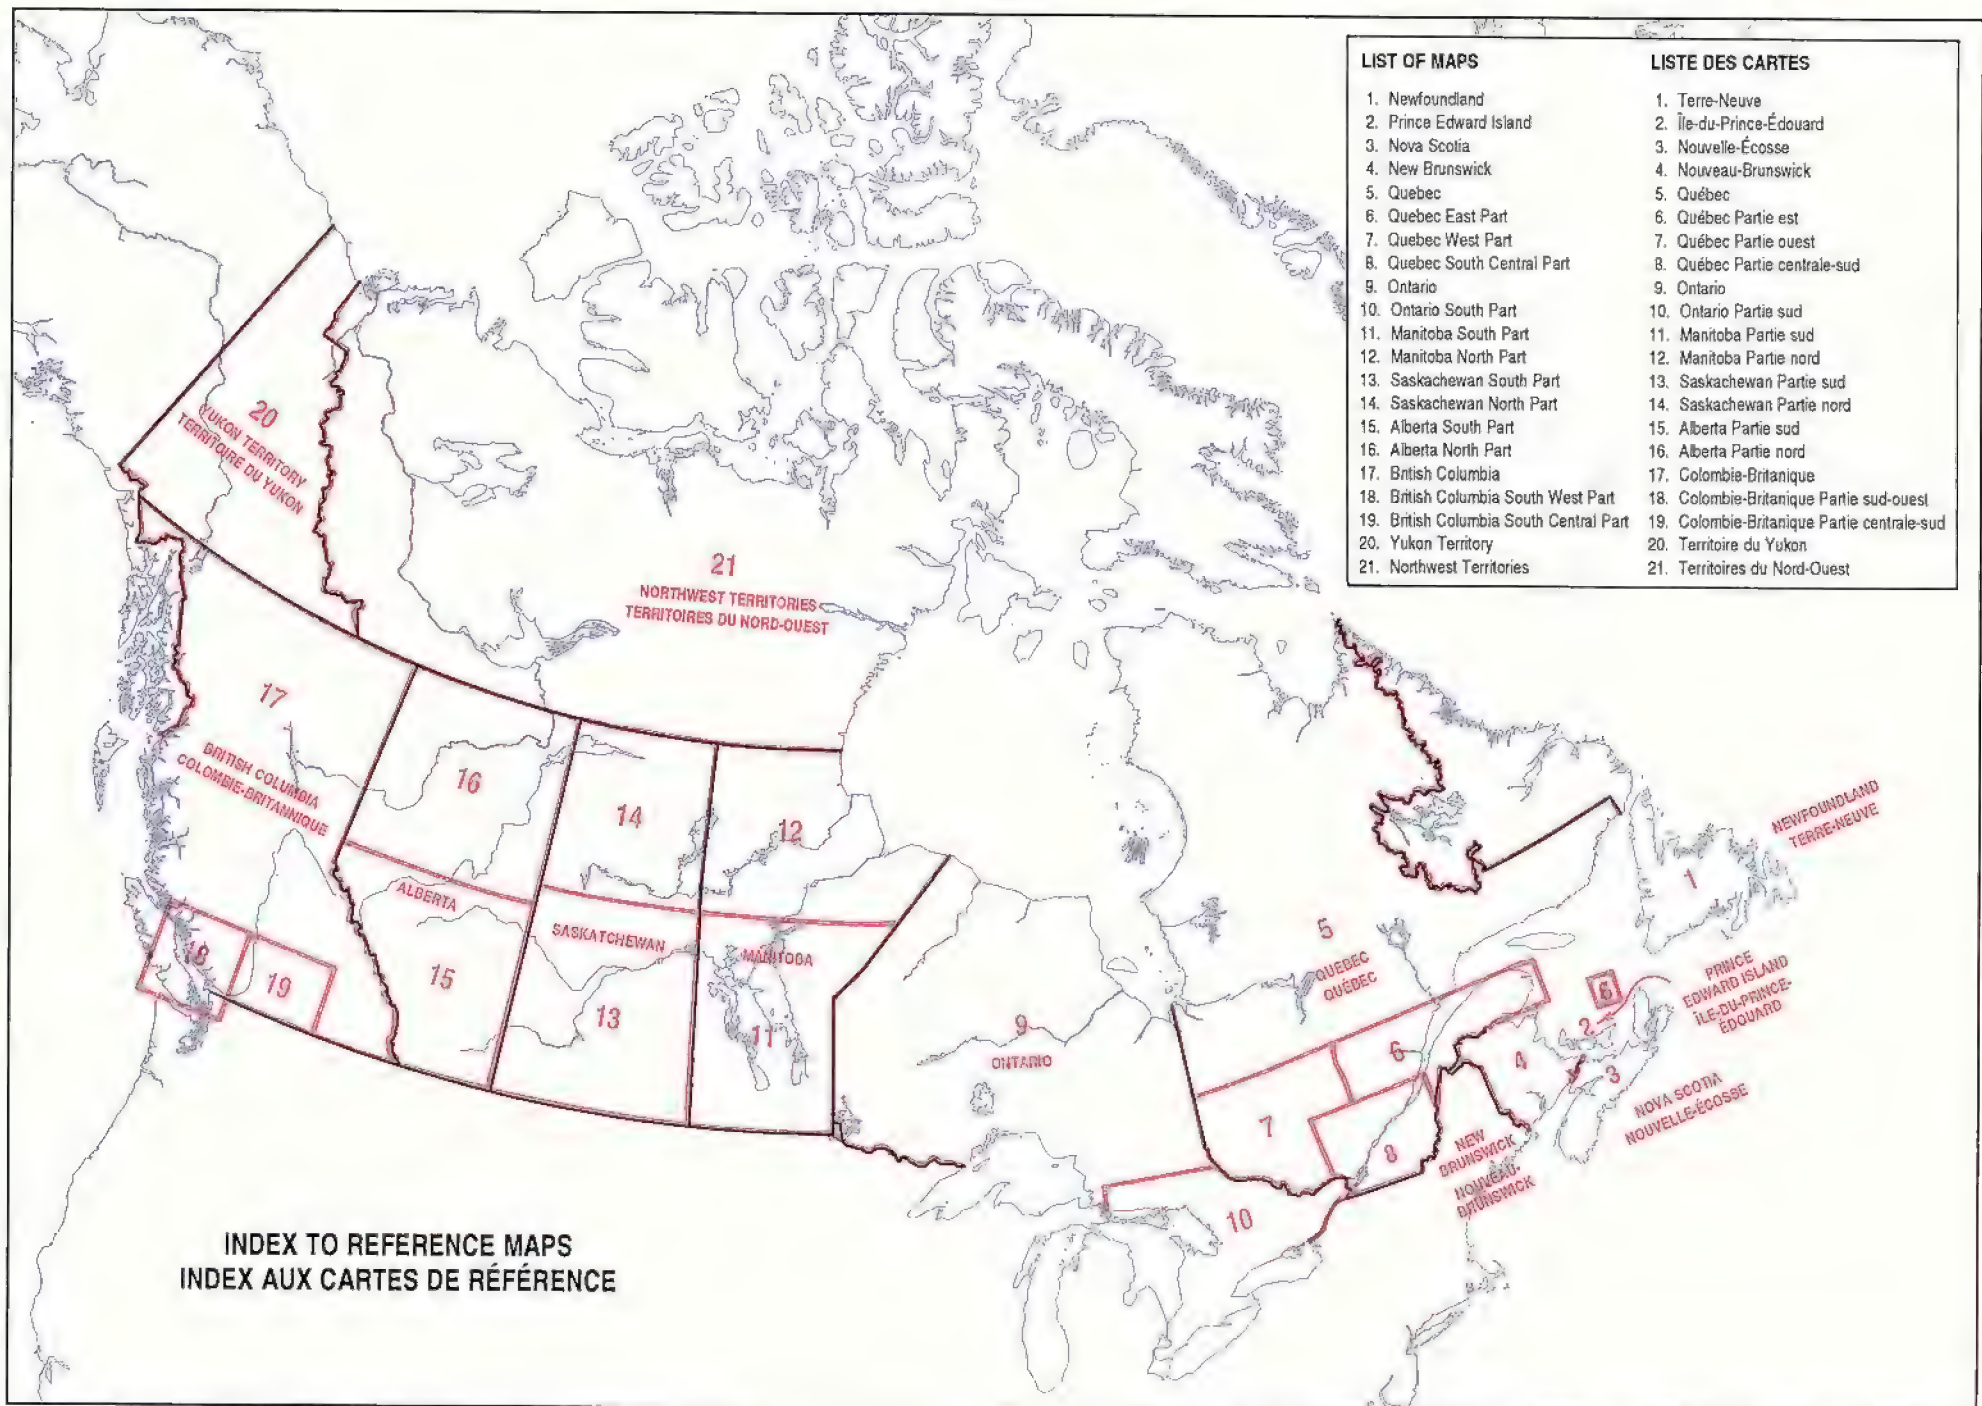 LIST OF MAPS
1. Newfoundland
2. Prince Edward Island
3. Nova Scotia
4. New Brunswick
5. Quebec
6. Quebec East Part
7. Quebec West Part
8. Quebec South Central Part
9. Ontario
10. Ontario South Part
11. Manitoba South Part
12. Manitoba North Part
13. Saskachewan South Part
14. Saskachewan North Part
15. Alberta South Part
16. Alberta North Part
17. British Columbia
18. British Columbia South West Part
19. British Columbia South Central Part
20. Yukon Territory
21. Northwest Territories
LISTE DES CARTES
1. Terre-Neuve
2. Île-du-Prince-Édouard
3. Nouvelle-Écosse
4. Nouveau-Brunswick
5. Québec
6. Québec Partie est
7. Québec Partie ouest
8. Québec Partie centrale-sud
9. Ontario
10. Ontario Partie sud
11. Manitoba Partie sud
12. Manitoba Partie nord
13. Saskachewan Partie sud
14. Saskachewan Partie nord
15. Alberta Partie sud
16. Alberta Partie nord
17. Colombie-Britanique
18. Colombie-Britanique Partie sud-ouest
19. Colombie-Britanique Partie centrale-sud
20. Territoire du Yukon
21. Territoires du Nord-Ouest
20
YUKON TERRITORY
TERRITOIRE DU YUKON
21
NORTHWEST TERRITORIES
TERRITOIRES DU NORD-OUEST
17
BRITISH COLUMBIA
COLOMBIE-BRITANNIQUE
16
14
12
ALBERTA
SASKATCHEWAN
MANITOBA
18
19
15
13
11
9
ONTARIO
5
QUEBEC
QUÉBEC
1
NEWFOUNDLAND
TERRE-NEUVE
6
PRINCE
EDWARD ISLAND
ÎLE-DU-PRINCE-
ÉDOUARD
2
6
4
3
NOVA SCOTIA
NOUVELLE-ÉCOSSE
7
8
NEW
BRUNSWICK
NOUVEAU-
BRUNSWICK
10
INDEX TO REFERENCE MAPS
INDEX AUX CARTES DE RÉFÉRENCE